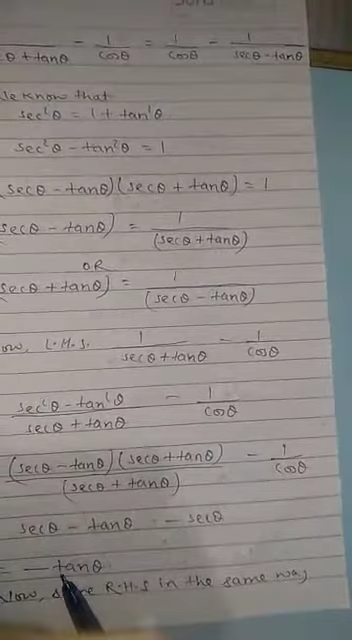 θ + tanθ - 1/cosθ = 1/cosθ - 1/secθ - tanθ
know that
sec²θ = 1 + tan²θ
sec²θ - tan²θ = 1
(secθ - tanθ)(secθ + tanθ) = 1
secθ - tanθ) = 1/(secθ + tanθ)
OR
secθ + tanθ) = 1/(secθ - tanθ)
ow, L.H.S. 1/secθ + tanθ - 1/cosθ
sec²θ - tan²θ/secθ + tanθ - 1/cosθ
(secθ - tanθ)(secθ + tanθ)/(secθ + tanθ) - 1/cosθ
secθ - tanθ - secθ
= - tanθ
Now, R.H.S in the same way